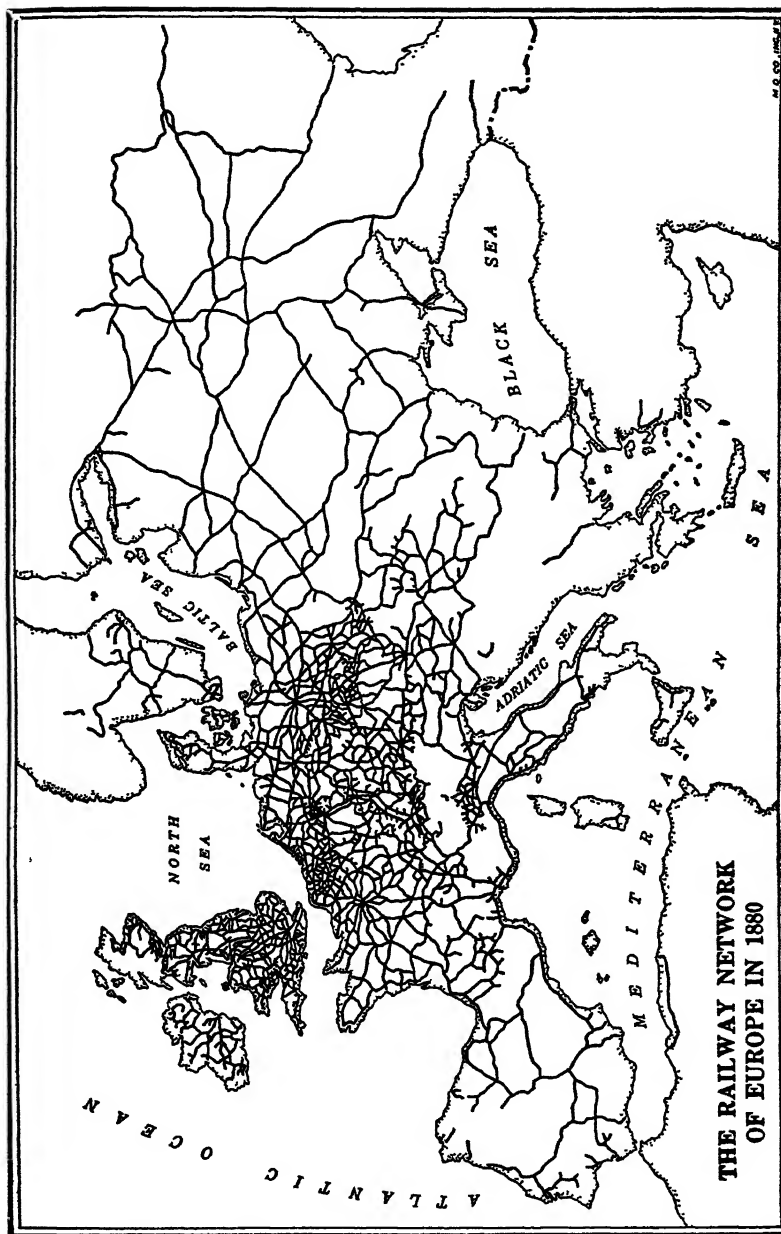 ATLANTIC OCEAN
NORTH
SEA
BALTIC SEA
BLACK SEA
ADRIATIC SEA
MEDITERRANEAN
SEA
THE RAILWAY NETWORK
OF EUROPE IN 1880